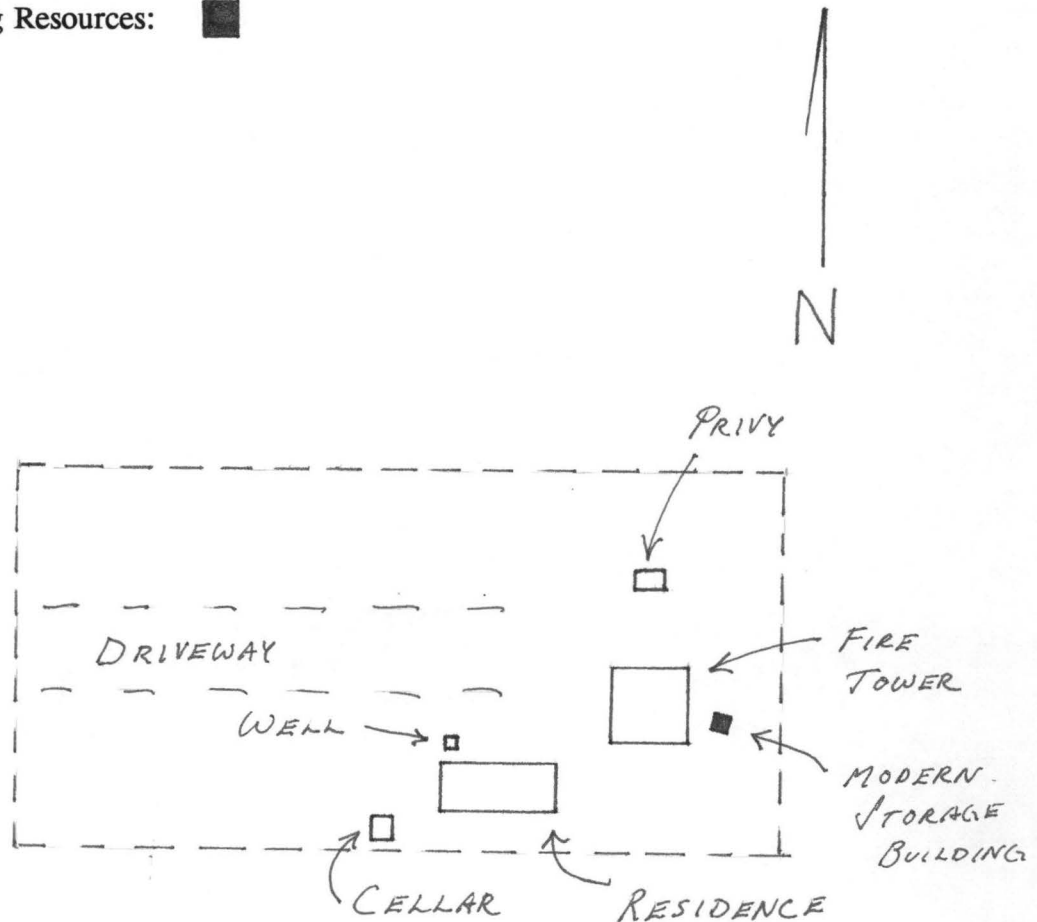 g Resources:
N
PRIVY
DRIVEWAY
FIRE
TOWER
WELL
MODERN
STORAGE
BUILDING
CELLAR
RESIDENCE